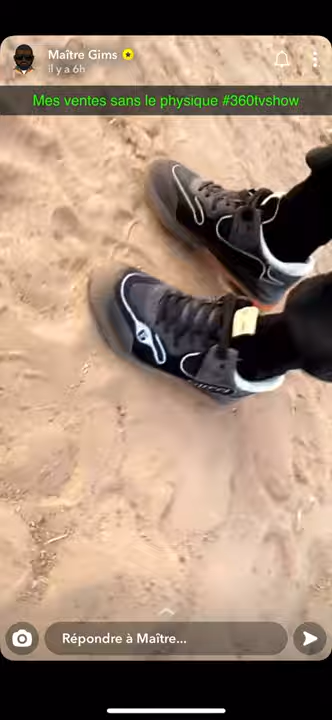 Maître Gims
il y a 6h
Mes ventes sans le physique #360tvshow
Répondre à Maître...